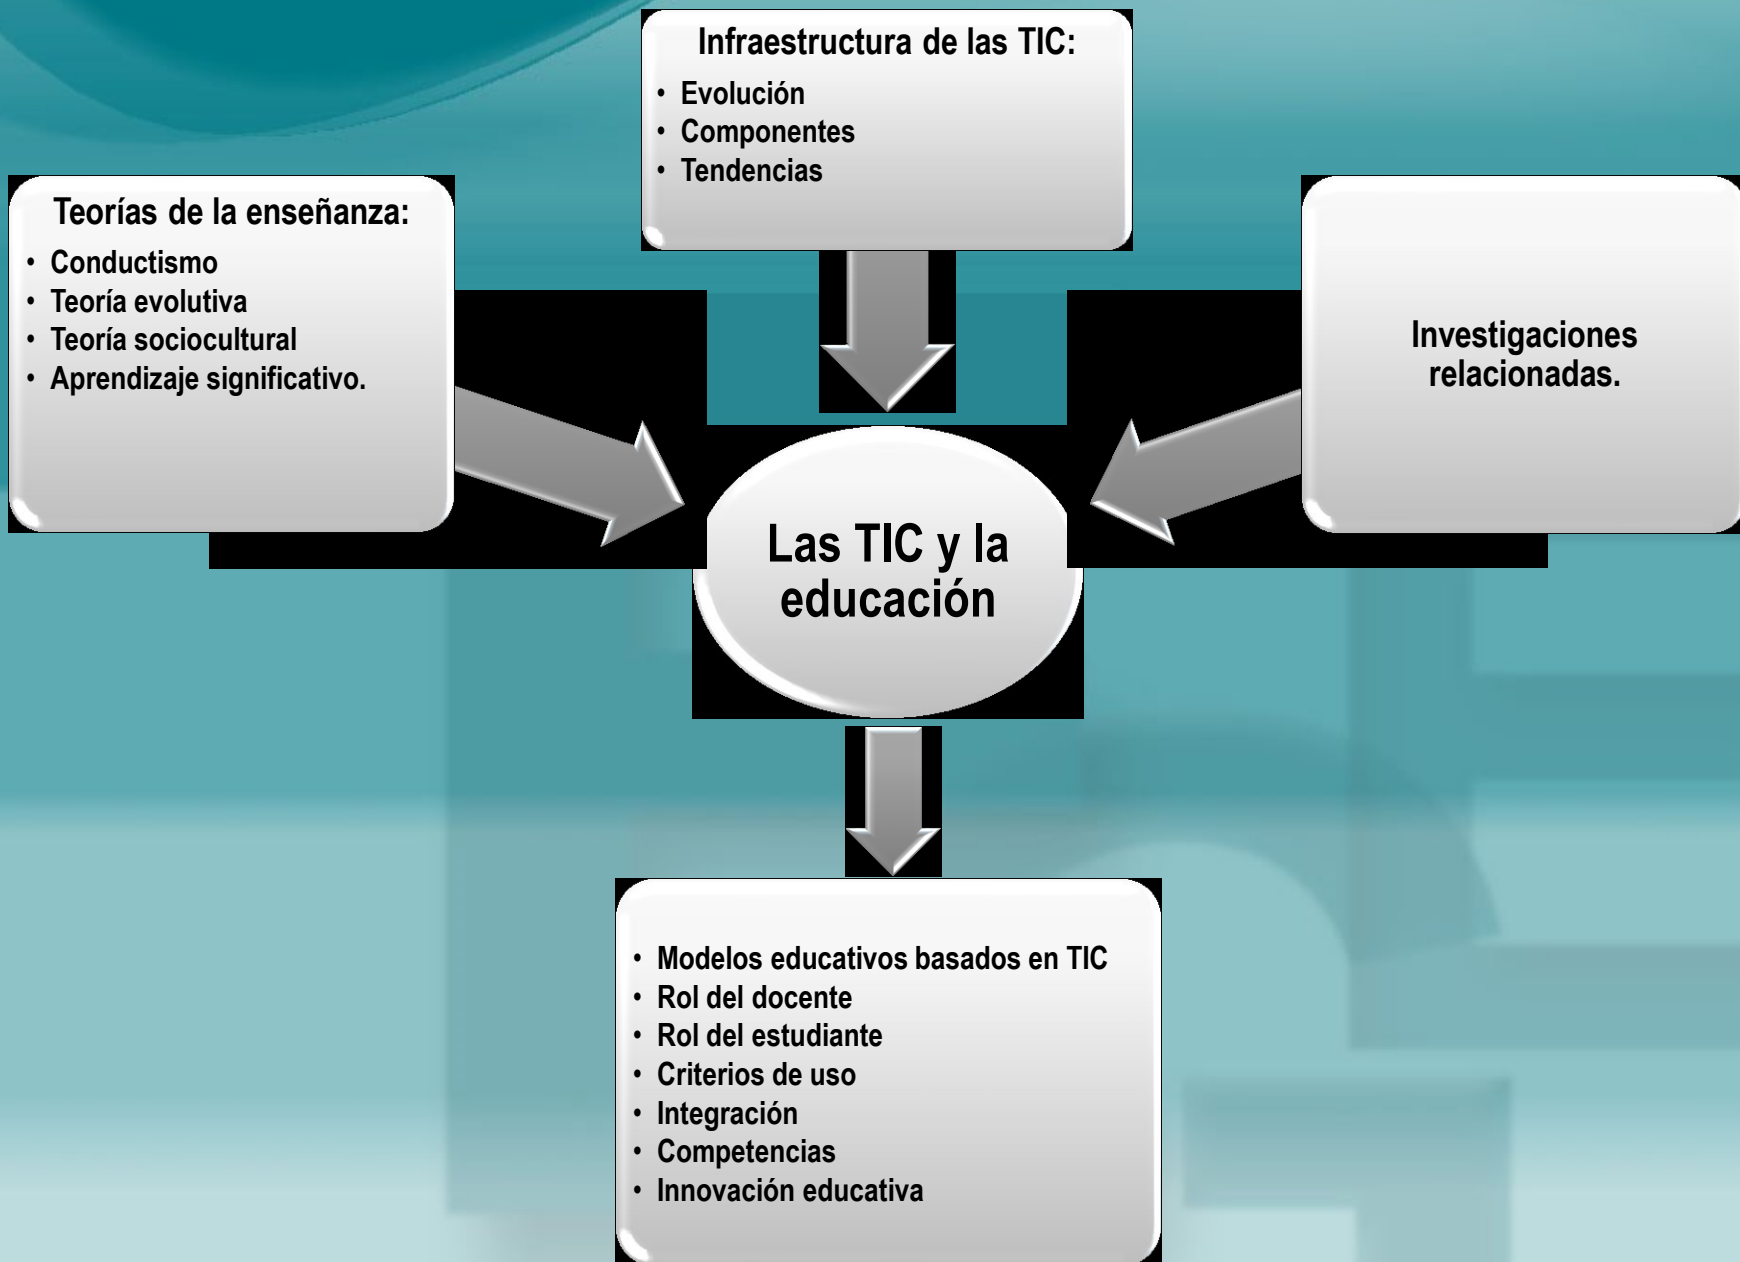 Infraestructura de las TIC:
• Evolución
• Componentes
• Tendencias
Teorías de la enseñanza:
• Conductismo
• Teoría evolutiva
• Teoría sociocultural
• Aprendizaje significativo.
Investigaciones
relacionadas.
Las TIC y la
educación
• Modelos educativos basados en TIC
• Rol del docente
• Rol del estudiante
• Criterios de uso
• Integración
• Competencias
• Innovación educativa